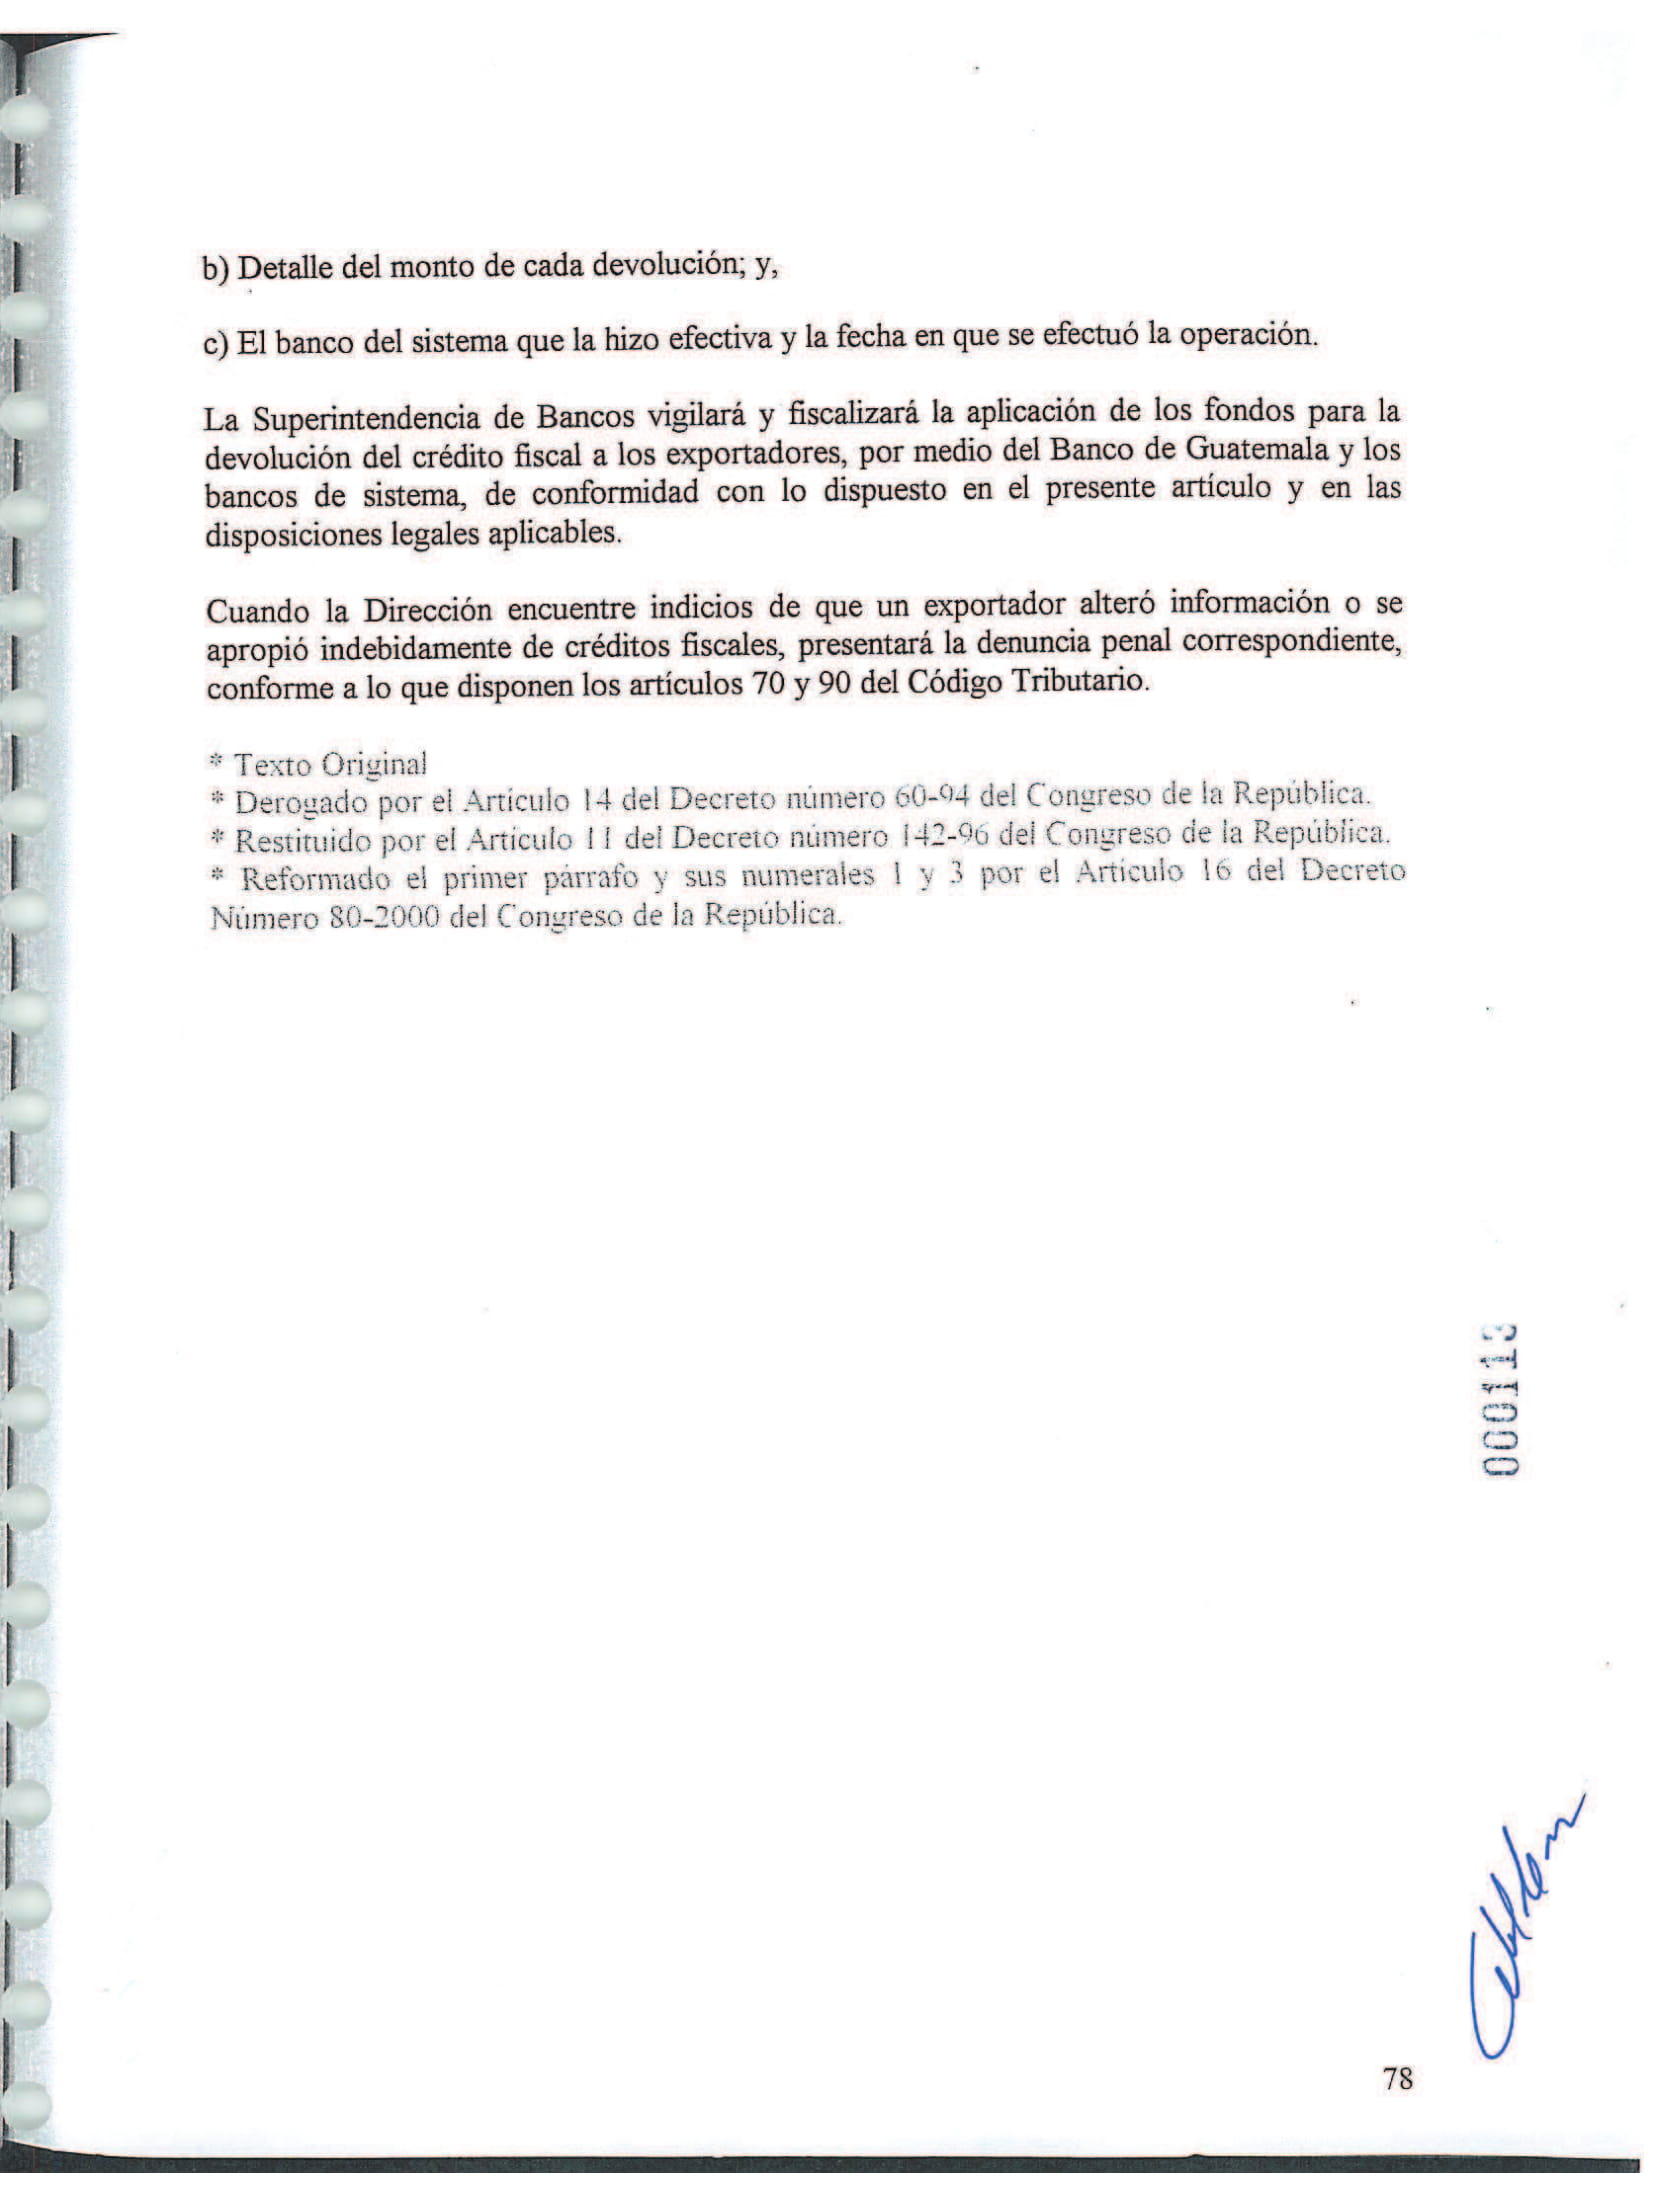 b) Detalle del monto de cada devolución; y,
c) El banco del sistema que la hizo efectiva y la fecha en que se efectuó la operación.
La Superintendencia de Bancos vigilará y fiscalizará la aplicación de los fondos para la
devolución del crédito fiscal a los exportadores, por medio del Banco de Guatemala y los
bancos de sistema, de conformidad con lo dispuesto en el presente artículo y en las
disposiciones legales aplicables.
Cuando la Dirección encuentre indicios de que un exportador alteró información o se
apropió indebidamente de créditos fiscales, presentará la denuncia penal correspondiente,
conforme a lo que disponen los artículos 70 y 90 del Código Tributario.
* Texto Original
* Derogado por el Artículo 14 del Decreto número 60-94 del Congreso de la República.
* Restituido por el Artículo 11 del Decreto número 142-96 del Congreso de la República.
* Reformado el primer párrafo y sus numerales 1 y 3 por el Artículo 16 del Decreto
Número 80-2000 del Congreso de la República.
000113
78